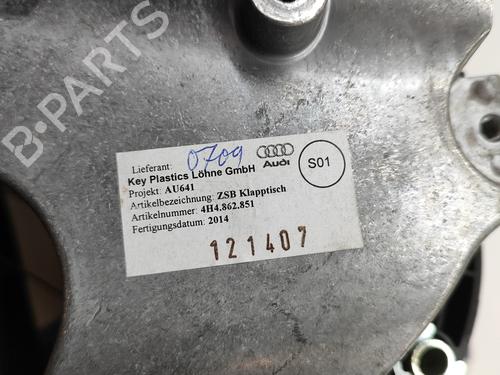 B-PARTS
Lieferant: 0709
Key Plastics Löhne GmbH
Audi
S01
Projekt: AU641
Artikelbezeichnung: ZSB Klapptisch
Artikelnummer: 4H4.862.851
Fertigungsdatum: 2014
121407
B-PARTS